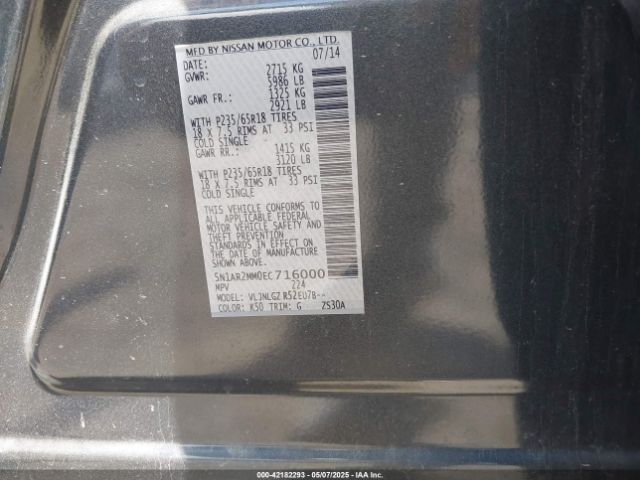 MFD BY NISSAN MOTOR CO., LTD.
DATE: 07/14
GVWR: 2715 KG
5986 LB
GAWR FR.: 1325 KG
2921 LB
WITH P235/65R18 TIRES
18 X 7.5 RIMS AT 33 PSI
COLD SINGLE
GAWR RR.: 1415 KG
3120 LB
WITH P235/65R18 TIRES
18 X 7.5 RIMS AT 33 PSI
COLD SINGLE
THIS VEHICLE CONFORMS TO
ALL APPLICABLE FEDERAL
MOTOR VEHICLE SAFETY AND
THEFT PREVENTION
STANDARDS IN EFFECT ON
THE DATE OF MANUFACTURE
SHOWN ABOVE.
5N1AR2MM0EC716000
MPV 224
MODEL: VLJNLGZ R52EU7B--
COLOR: K50 TRIM: G ZS30A
000-42182293 - 05/07/2025 - IAA Inc.